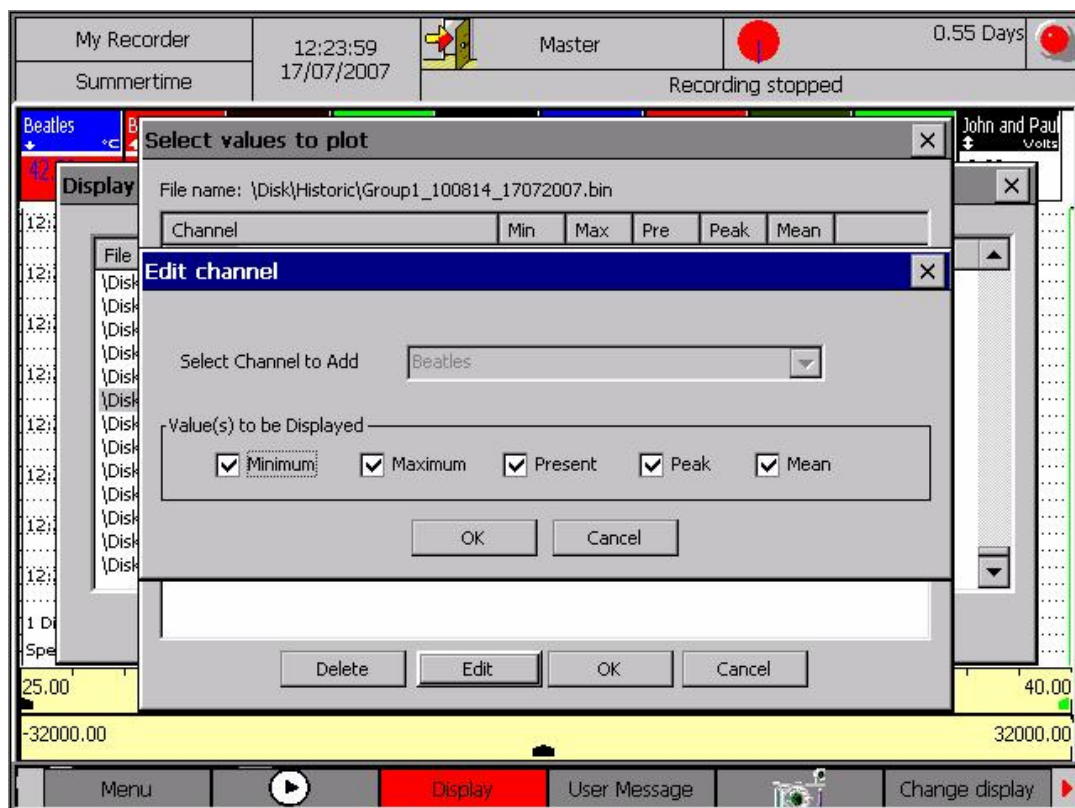 My Recorder
Summertime
12:23:59
17/07/2007
Master
0.55 Days
Recording stopped
Beatles
°C
John and Paul
Volts
Select values to plot
Display
File name: \Disk\Historic\Group1_100814_17072007.bin
Channel Min Max Pre Peak Mean
File
Edit channel
\Disk
\Disk
\Disk
\Disk
\Disk
\Disk
\Disk
\Disk
\Disk
\Disk
\Disk
\Disk
\Disk
Select Channel to Add Beatles
Value(s) to be Displayed
Minimum Maximum Present Peak Mean
OK Cancel
1 Di
Spe
Delete Edit OK Cancel
25.00 40.00
-32000.00 32000.00
Menu Display User Message Change display